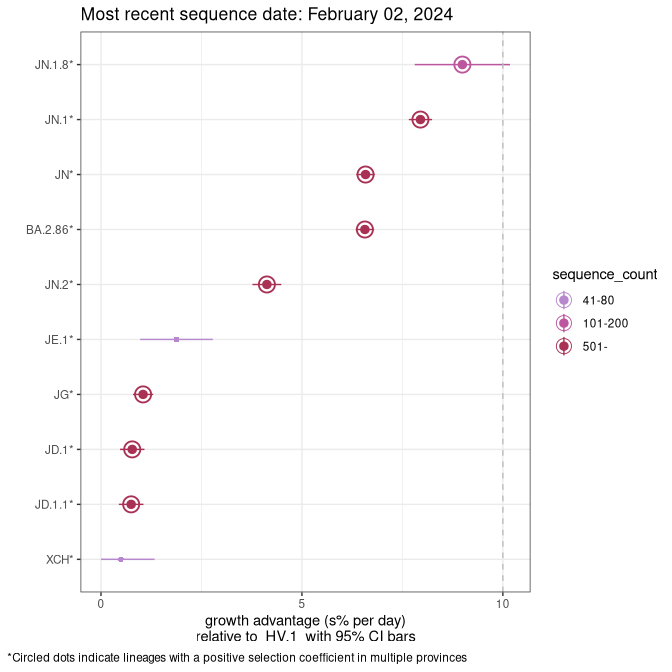 Most recent sequence date: February 02, 2024
JN.1.8*
JN.1*
JN*
BA.2.86*
JN.2*
JE.1*
JG*
JD.1*
JD.1.1*
XCH*
0
5
10
growth advantage (s% per day)
relative to HV.1 with 95% CI bars
sequence_count
41-80
101-200
501-
*Circled dots indicate lineages with a positive selection coefficient in multiple provinces